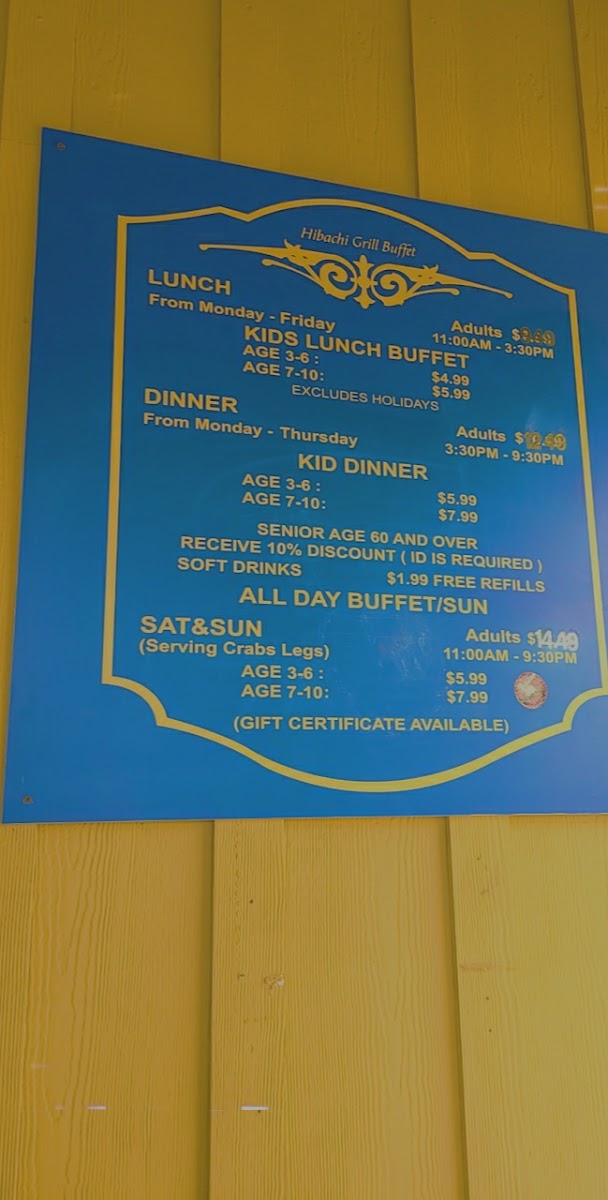 Hibachi Grill Buffet
LUNCH
From Monday - Friday
Adults $
11:00AM - 3:30PM
KIDS LUNCH BUFFET
AGE 3-6 : $4.99
AGE 7-10: $5.99
EXCLUDES HOLIDAYS
DINNER
From Monday - Thursday
Adults $
3:30PM - 9:30PM
KID DINNER
AGE 3-6 : $5.99
AGE 7-10: $7.99
SENIOR AGE 60 AND OVER
RECEIVE 10% DISCOUNT ( ID IS REQUIRED )
SOFT DRINKS $1.99 FREE REFILLS
ALL DAY BUFFET/SUN
SAT&SUN
Adults $14.49
(Serving Crabs Legs)
11:00AM - 9:30PM
AGE 3-6 : $5.99
AGE 7-10: $7.99
(GIFT CERTIFICATE AVAILABLE)